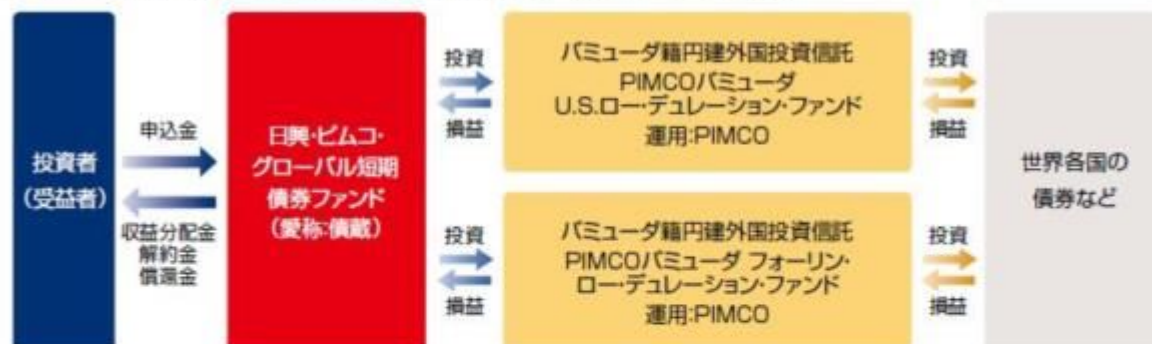 投資者
(受益者)
申込金
収益分配金
解約金
償還金
日興・ピムコ・
グローバル短期
債券ファンド
(愛称:債蔵)
投資
損益
バミューダ籍円建外国投資信託
PIMCOバミューダ
U.S.ロー・デュレーション・ファンド
運用:PIMCO
投資
損益
投資
損益
バミューダ籍円建外国投資信託
PIMCOバミューダ フォーリン・
ロー・デュレーション・ファンド
運用:PIMCO
投資
損益
世界各国の
債券など